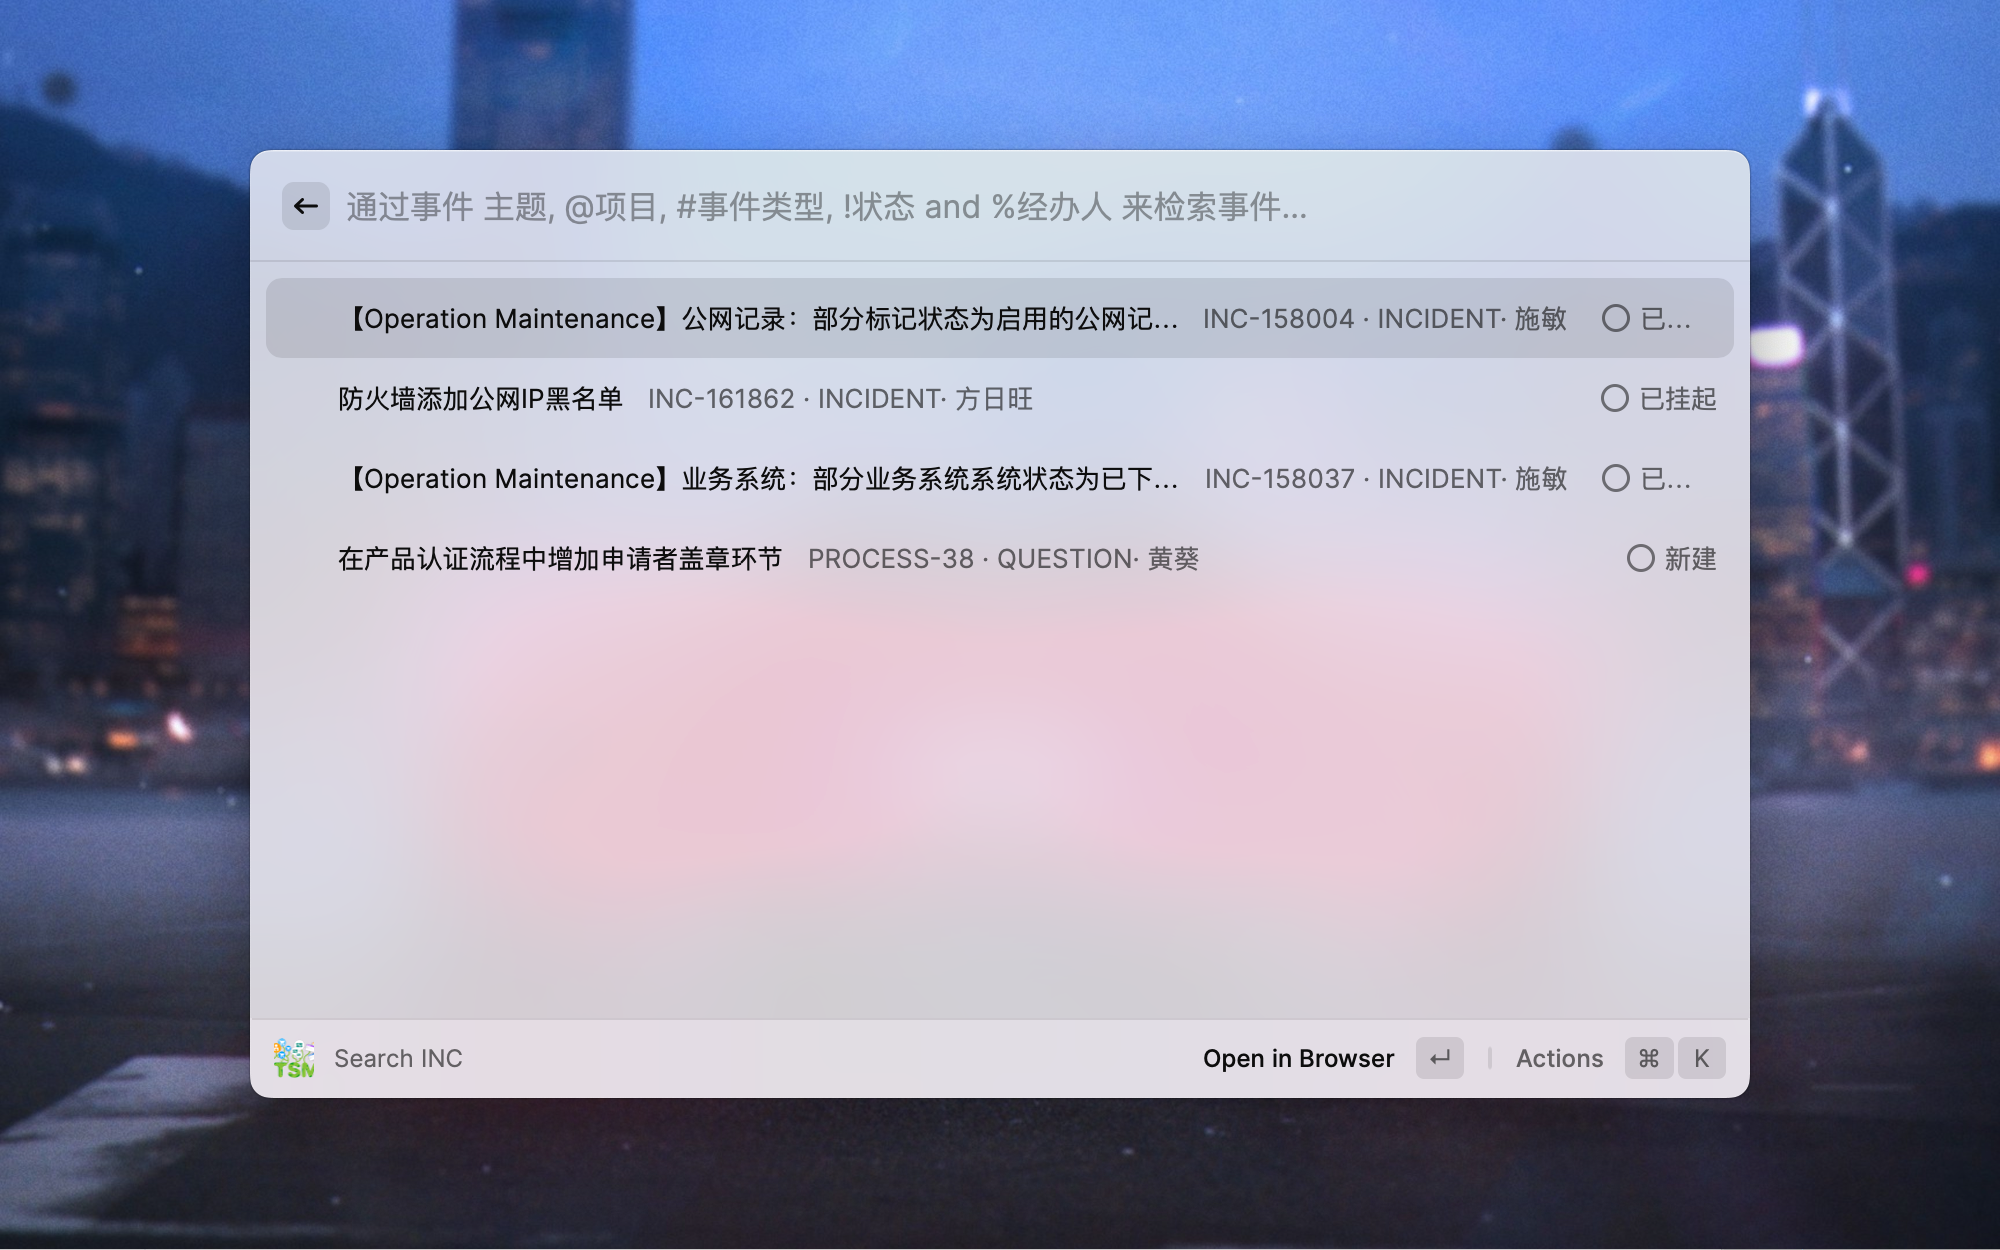 通过事件 主题, @项目, #事件类型, !状态 and %经办人 来检索事件...
【Operation Maintenance】公网记录：部分标记状态为启用的公网记... INC-158004 · INCIDENT· 施敏 已...
防火墙添加公网IP黑名单 INC-161862 · INCIDENT· 方日旺 已挂起
【Operation Maintenance】业务系统：部分业务系统系统状态为已下... INC-158037 · INCIDENT· 施敏 已...
在产品认证流程中增加申请者盖章环节 PROCESS-38 · QUESTION· 黄葵 新建
TSM Search INC Open in Browser Actions ⌘ K